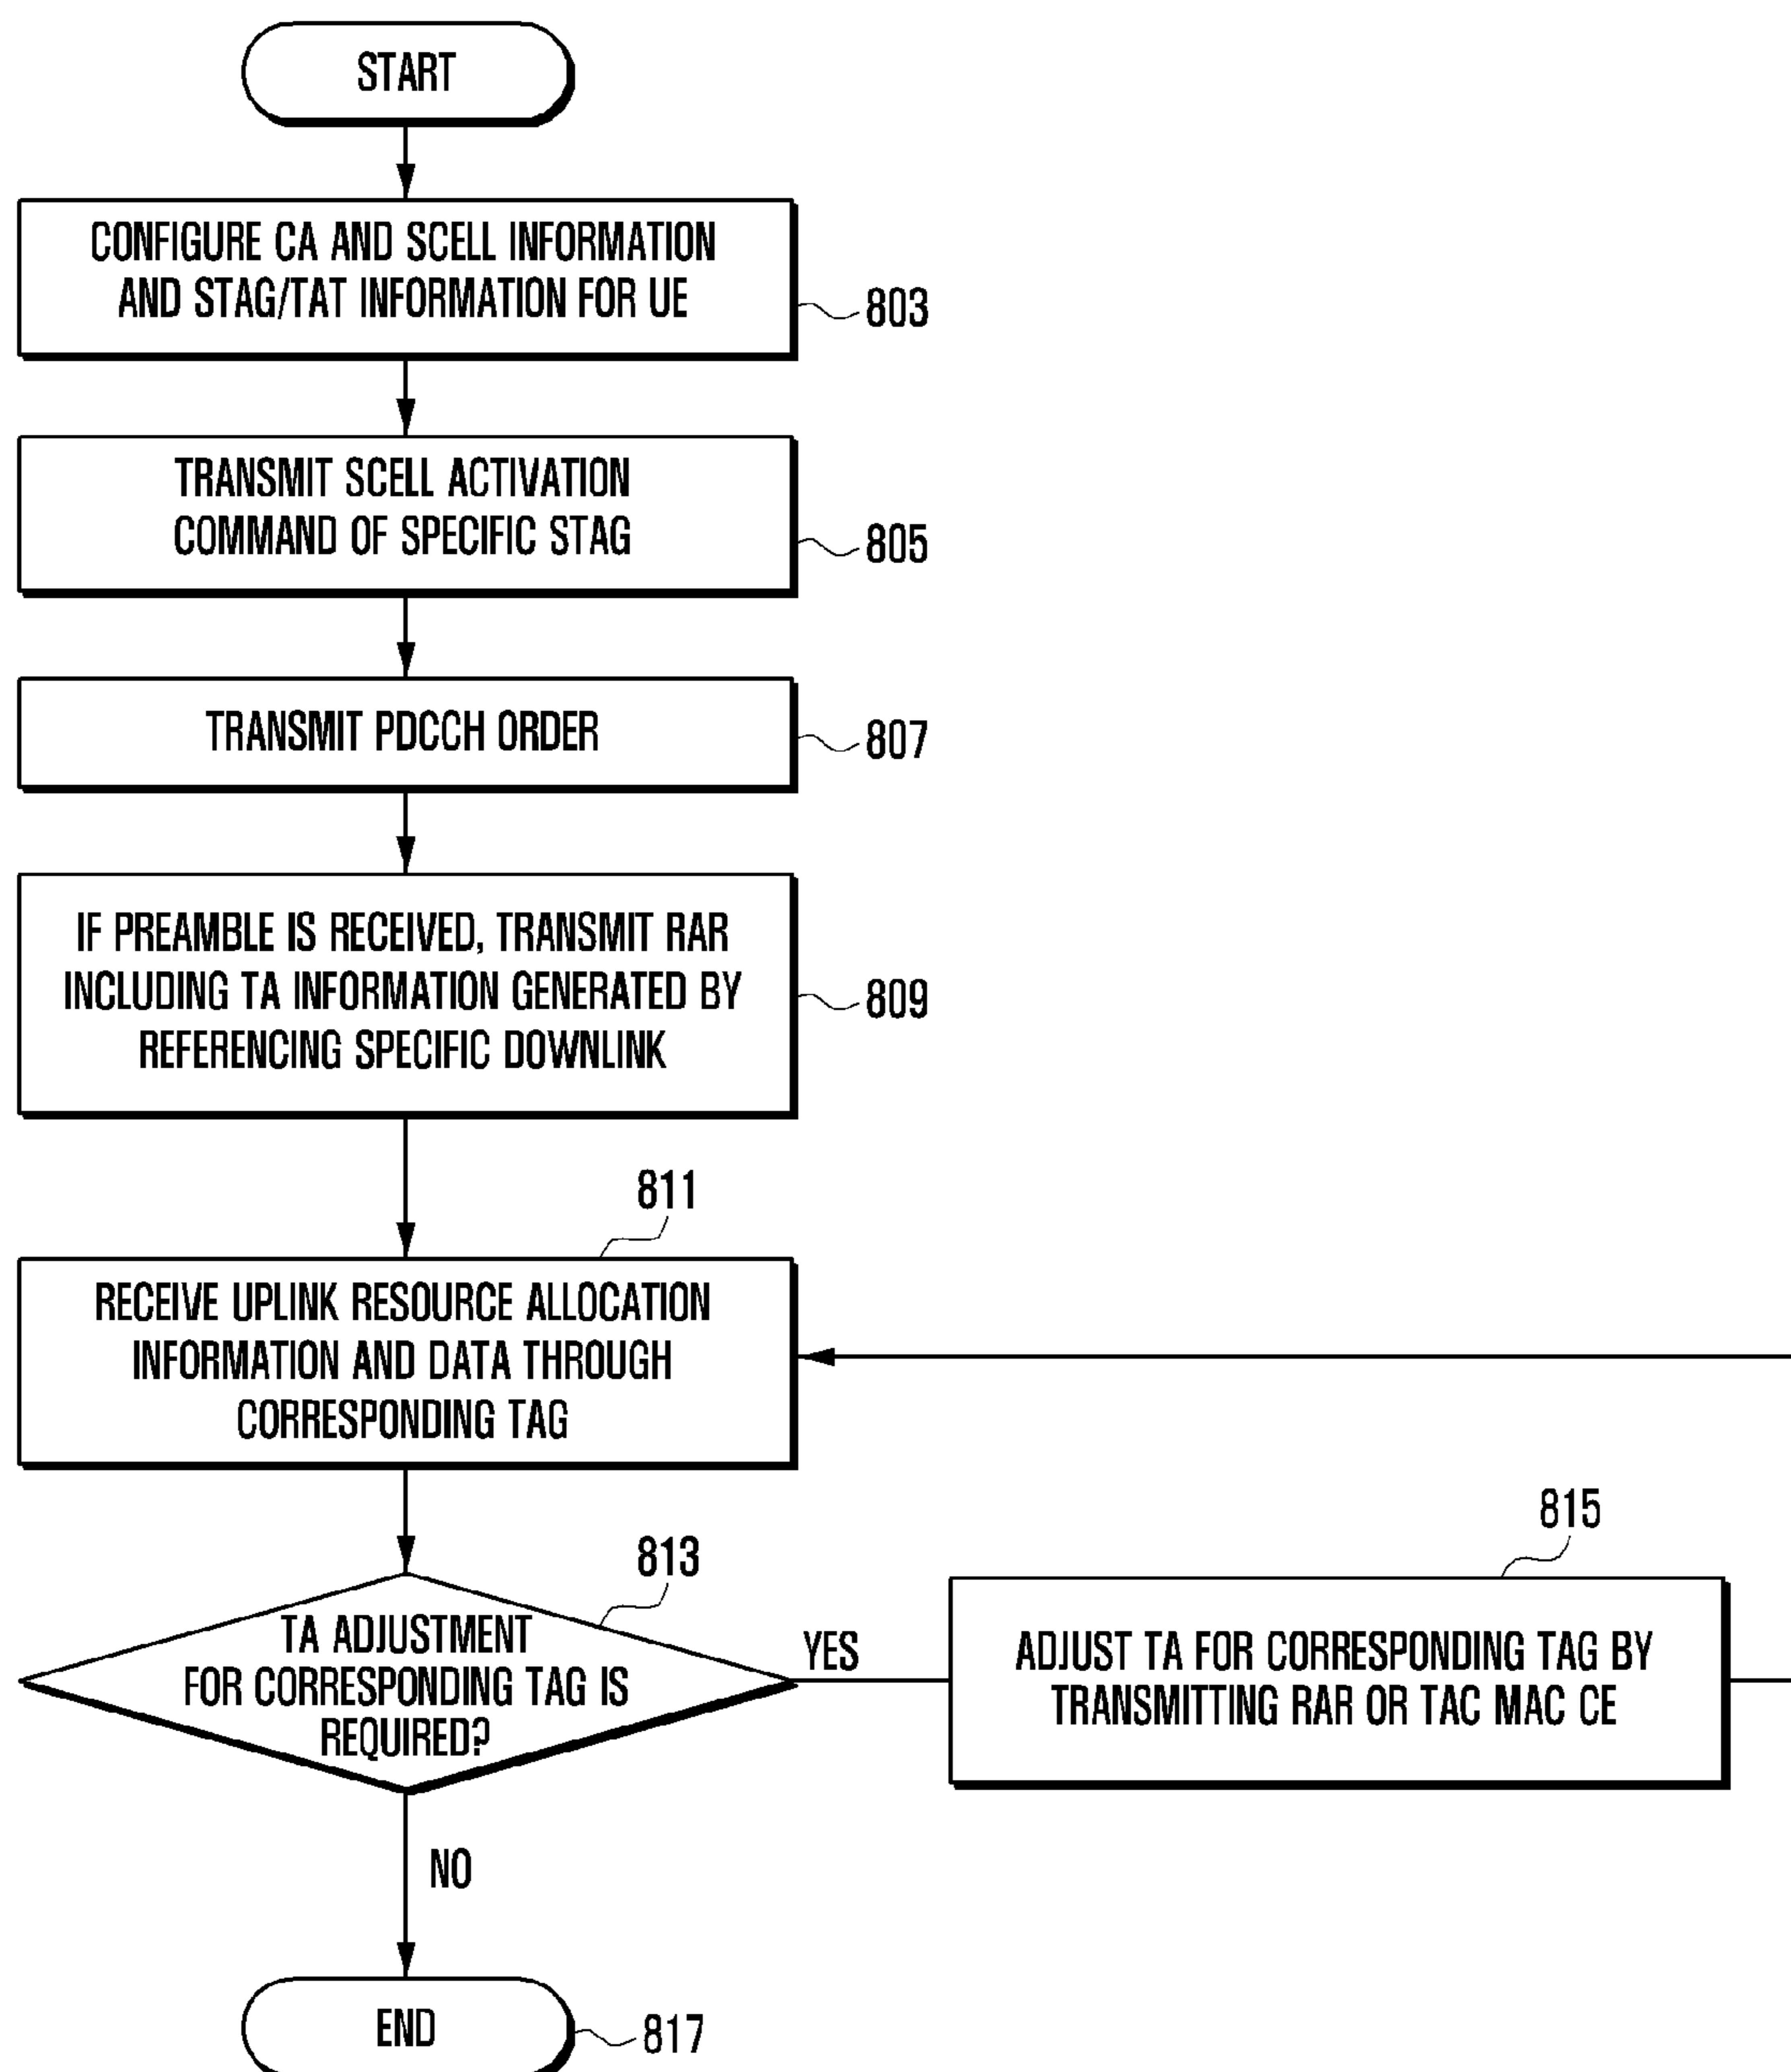 START
CONFIGURE CA AND SCELL INFORMATION
AND STAG/TAT INFORMATION FOR UE
803
TRANSMIT SCELL ACTIVATION
COMMAND OF SPECIFIC STAG
805
TRANSMIT PDCCH ORDER
807
IF PREAMBLE IS RECEIVED, TRANSMIT RAR
INCLUDING TA INFORMATION GENERATED BY
REFERENCING SPECIFIC DOWNLINK
809
811
RECEIVE UPLINK RESOURCE ALLOCATION
INFORMATION AND DATA THROUGH
CORRESPONDING TAG
813
TA ADJUSTMENT
FOR CORRESPONDING TAG IS
REQUIRED?
YES
815
ADJUST TA FOR CORRESPONDING TAG BY
TRANSMITTING RAR OR TAC MAC CE
NO
END
817